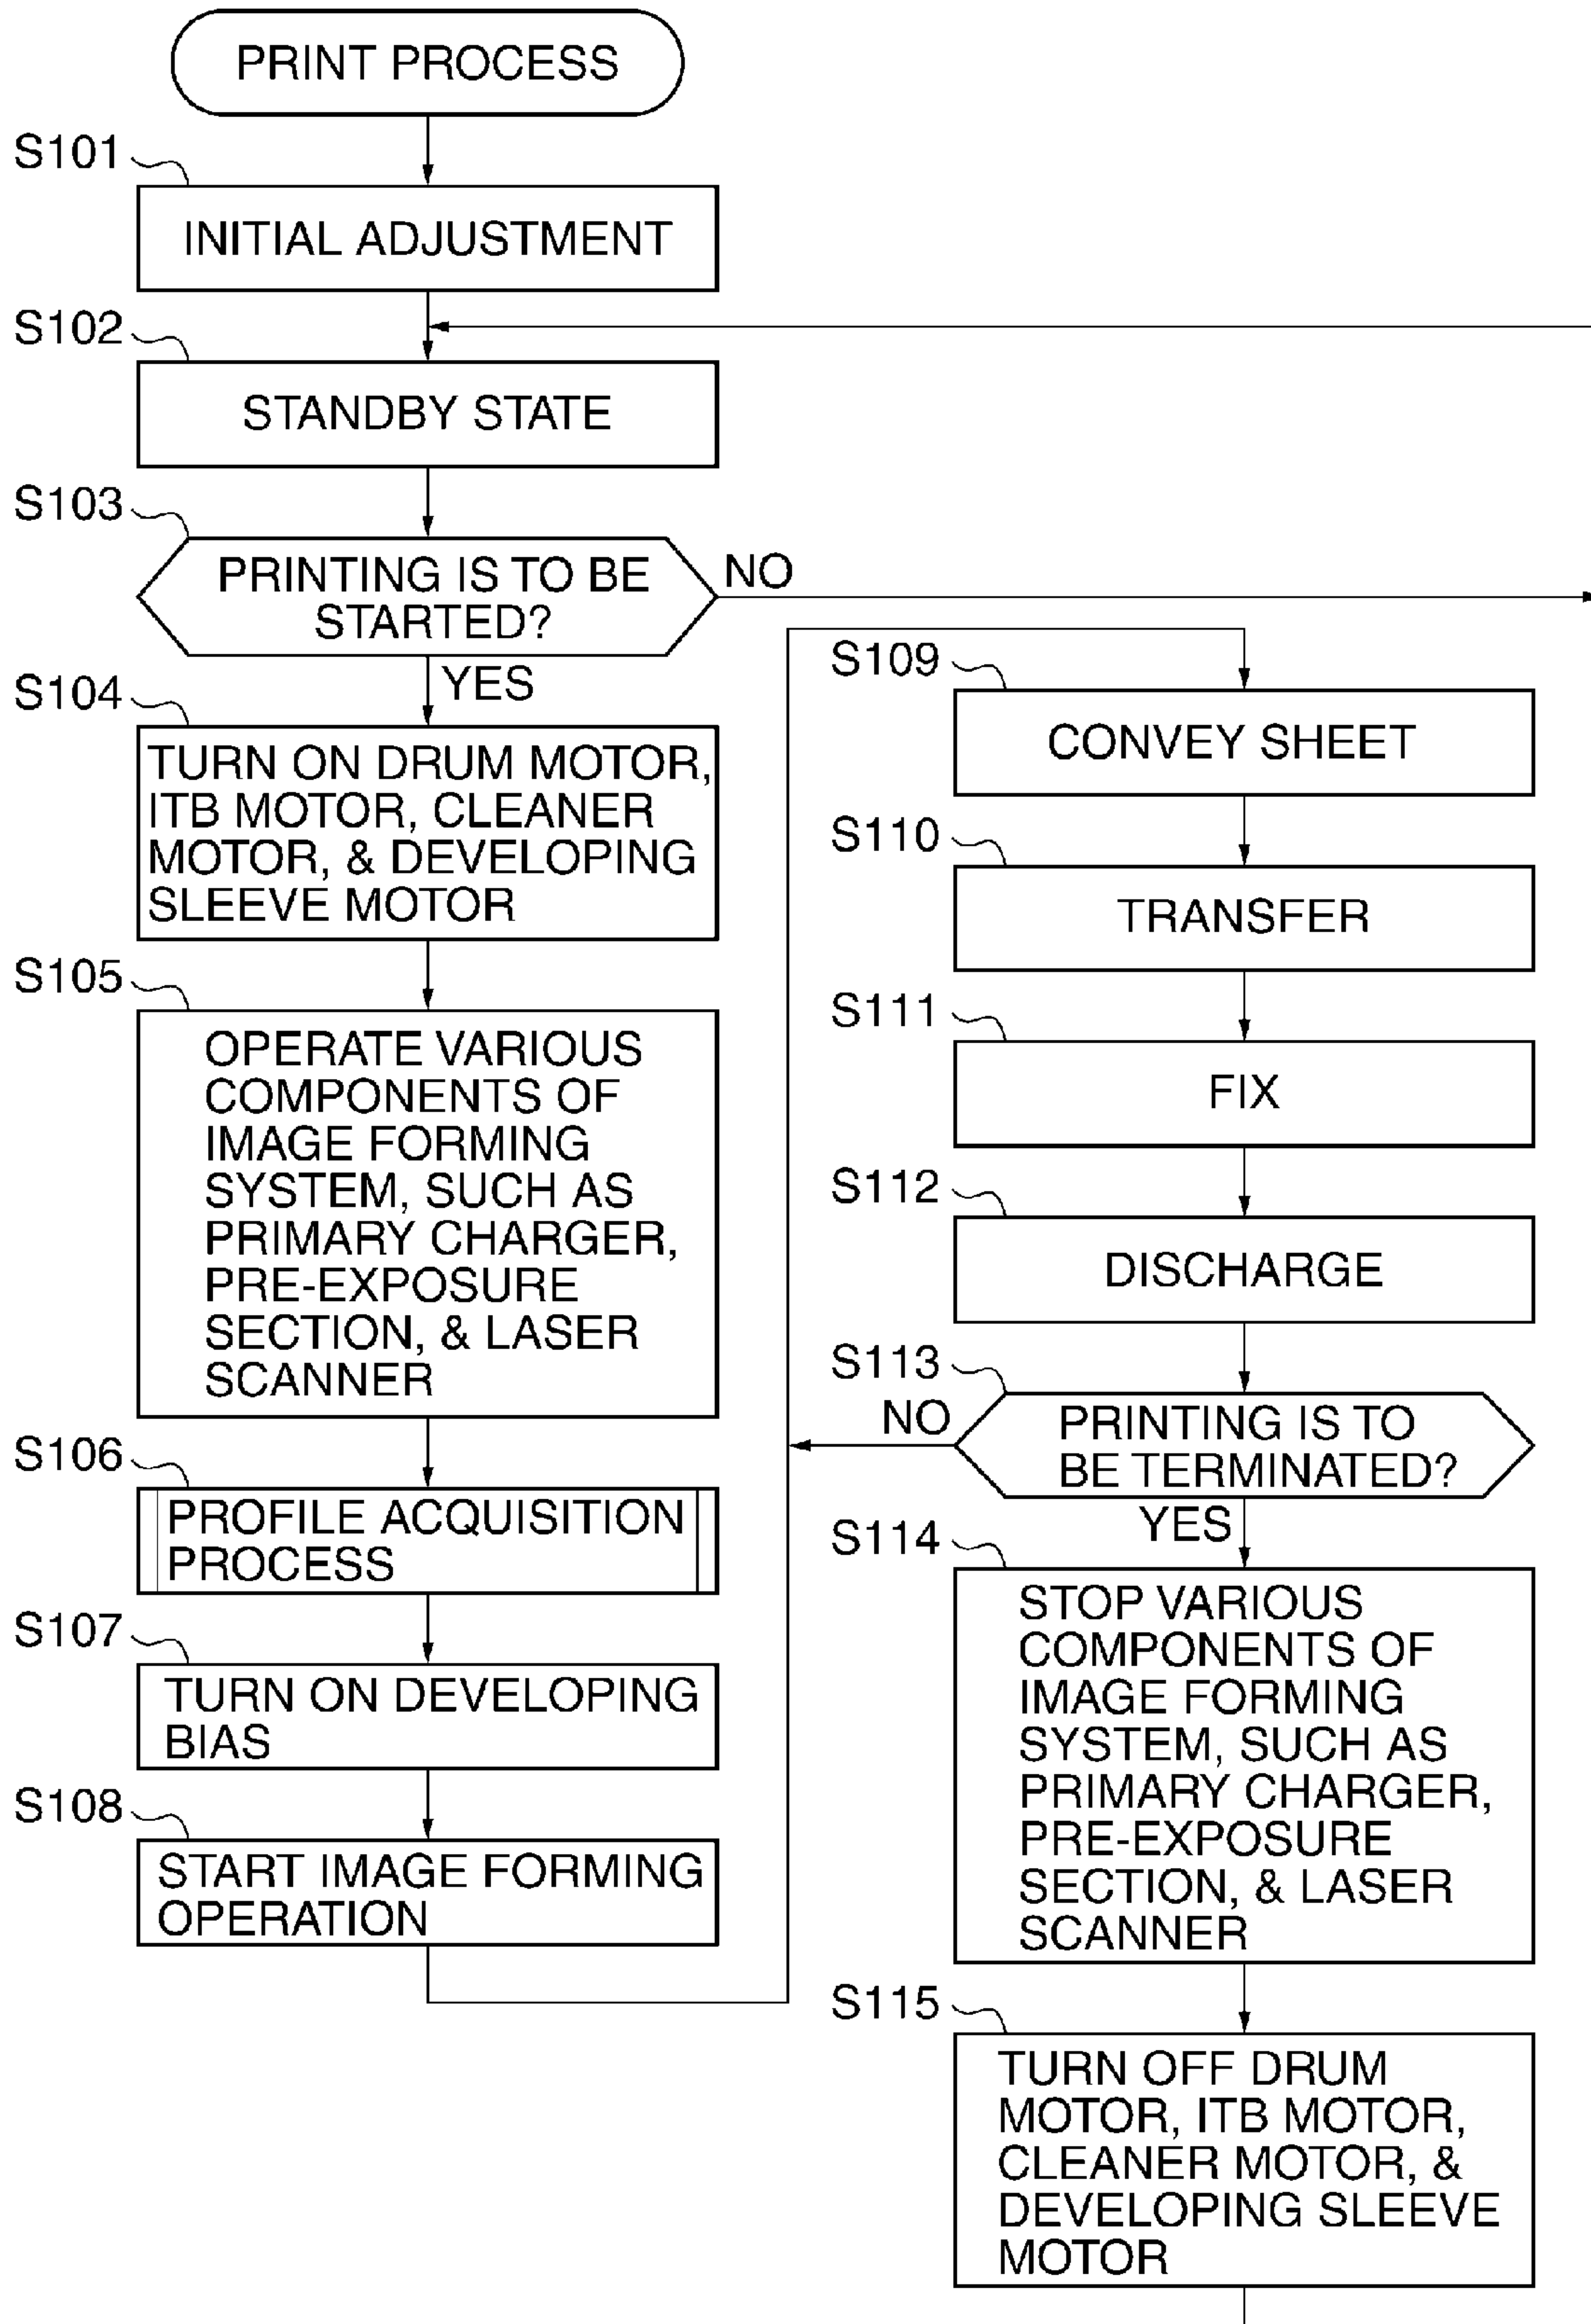 PRINT PROCESS
S101
INITIAL ADJUSTMENT
S102
STANDBY STATE
S103
PRINTING IS TO BE
STARTED?
NO
YES
S104
TURN ON DRUM MOTOR,
ITB MOTOR, CLEANER
MOTOR, & DEVELOPING
SLEEVE MOTOR
S105
OPERATE VARIOUS
COMPONENTS OF
IMAGE FORMING
SYSTEM, SUCH AS
PRIMARY CHARGER,
PRE-EXPOSURE
SECTION, & LASER
SCANNER
S106
PROFILE ACQUISITION
PROCESS
S107
TURN ON DEVELOPING
BIAS
S108
START IMAGE FORMING
OPERATION
S109
CONVEY SHEET
S110
TRANSFER
S111
FIX
S112
DISCHARGE
S113
NO
PRINTING IS TO
BE TERMINATED?
YES
S114
STOP VARIOUS
COMPONENTS OF
IMAGE FORMING
SYSTEM, SUCH AS
PRIMARY CHARGER,
PRE-EXPOSURE
SECTION, & LASER
SCANNER
S115
TURN OFF DRUM
MOTOR, ITB MOTOR,
CLEANER MOTOR, &
DEVELOPING SLEEVE
MOTOR